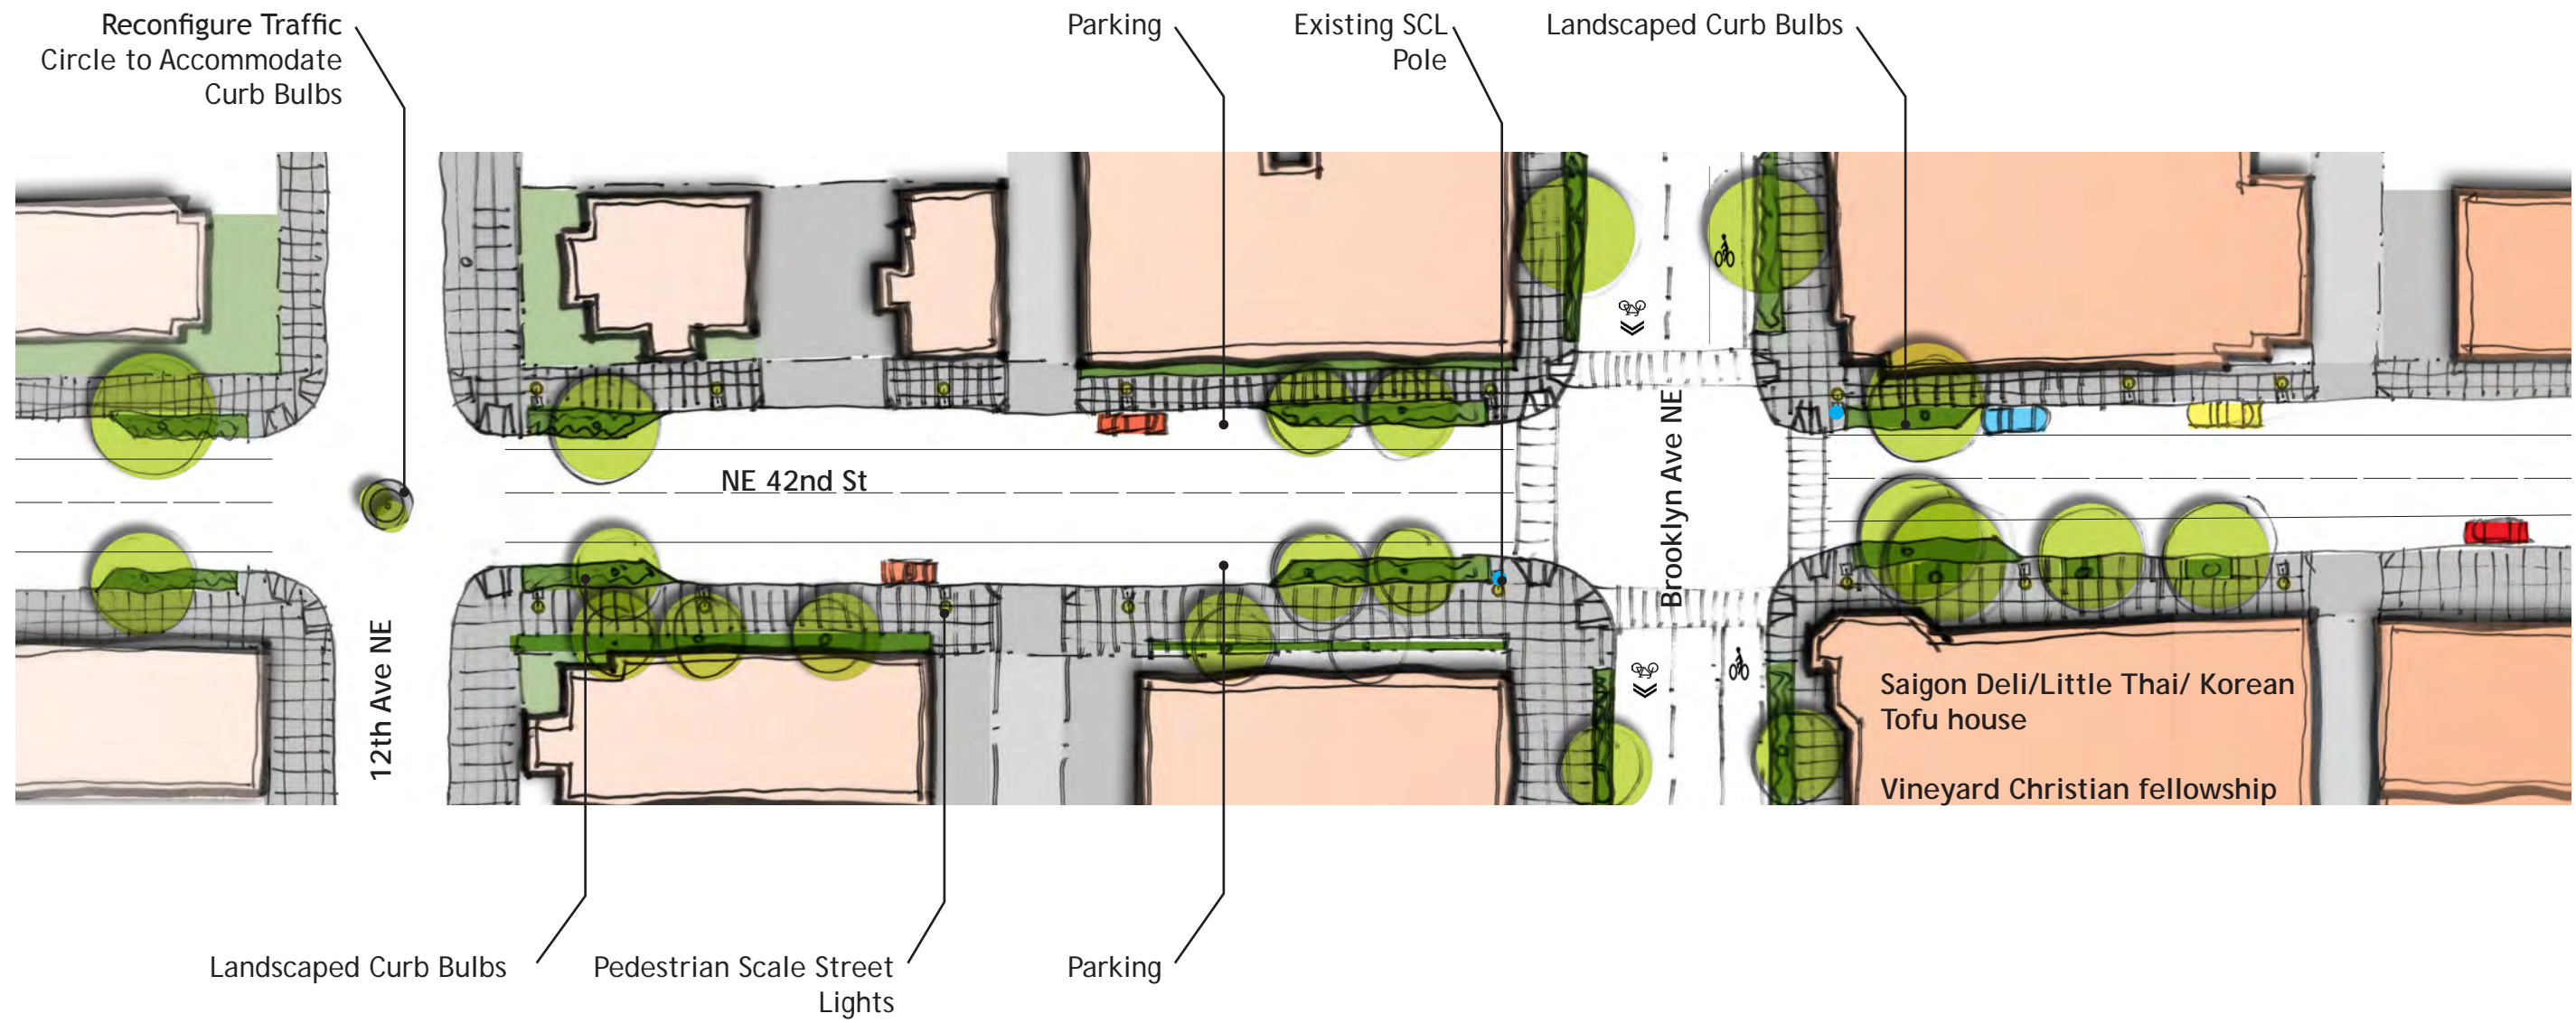 Reconfigure Traffic
Circle to Accommodate
Curb Bulbs
Parking
Existing SCL
Pole
Landscaped Curb Bulbs
NE 42nd St
Brooklyn Ave NE
12th Ave NE
Saigon Deli/Little Thai/ Korean
Tofu house
Vineyard Christian fellowship
Landscaped Curb Bulbs
Pedestrian Scale Street
Lights
Parking